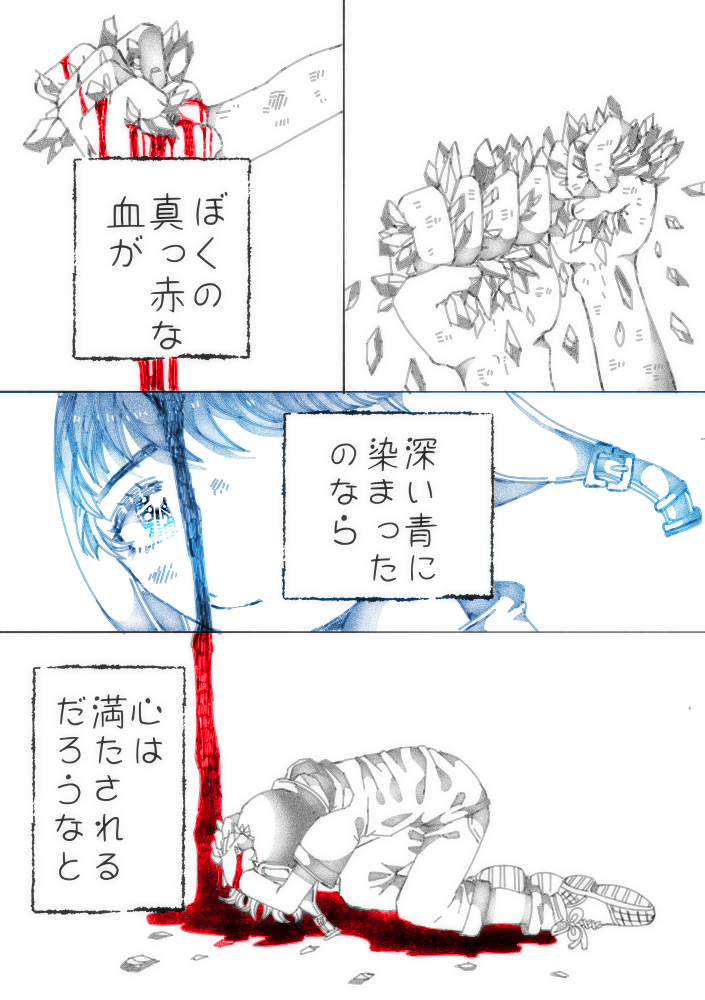 ぼくの
真っ赤な
血が
深い青に
染まった
のなら
心は
満たされる
だろうなと